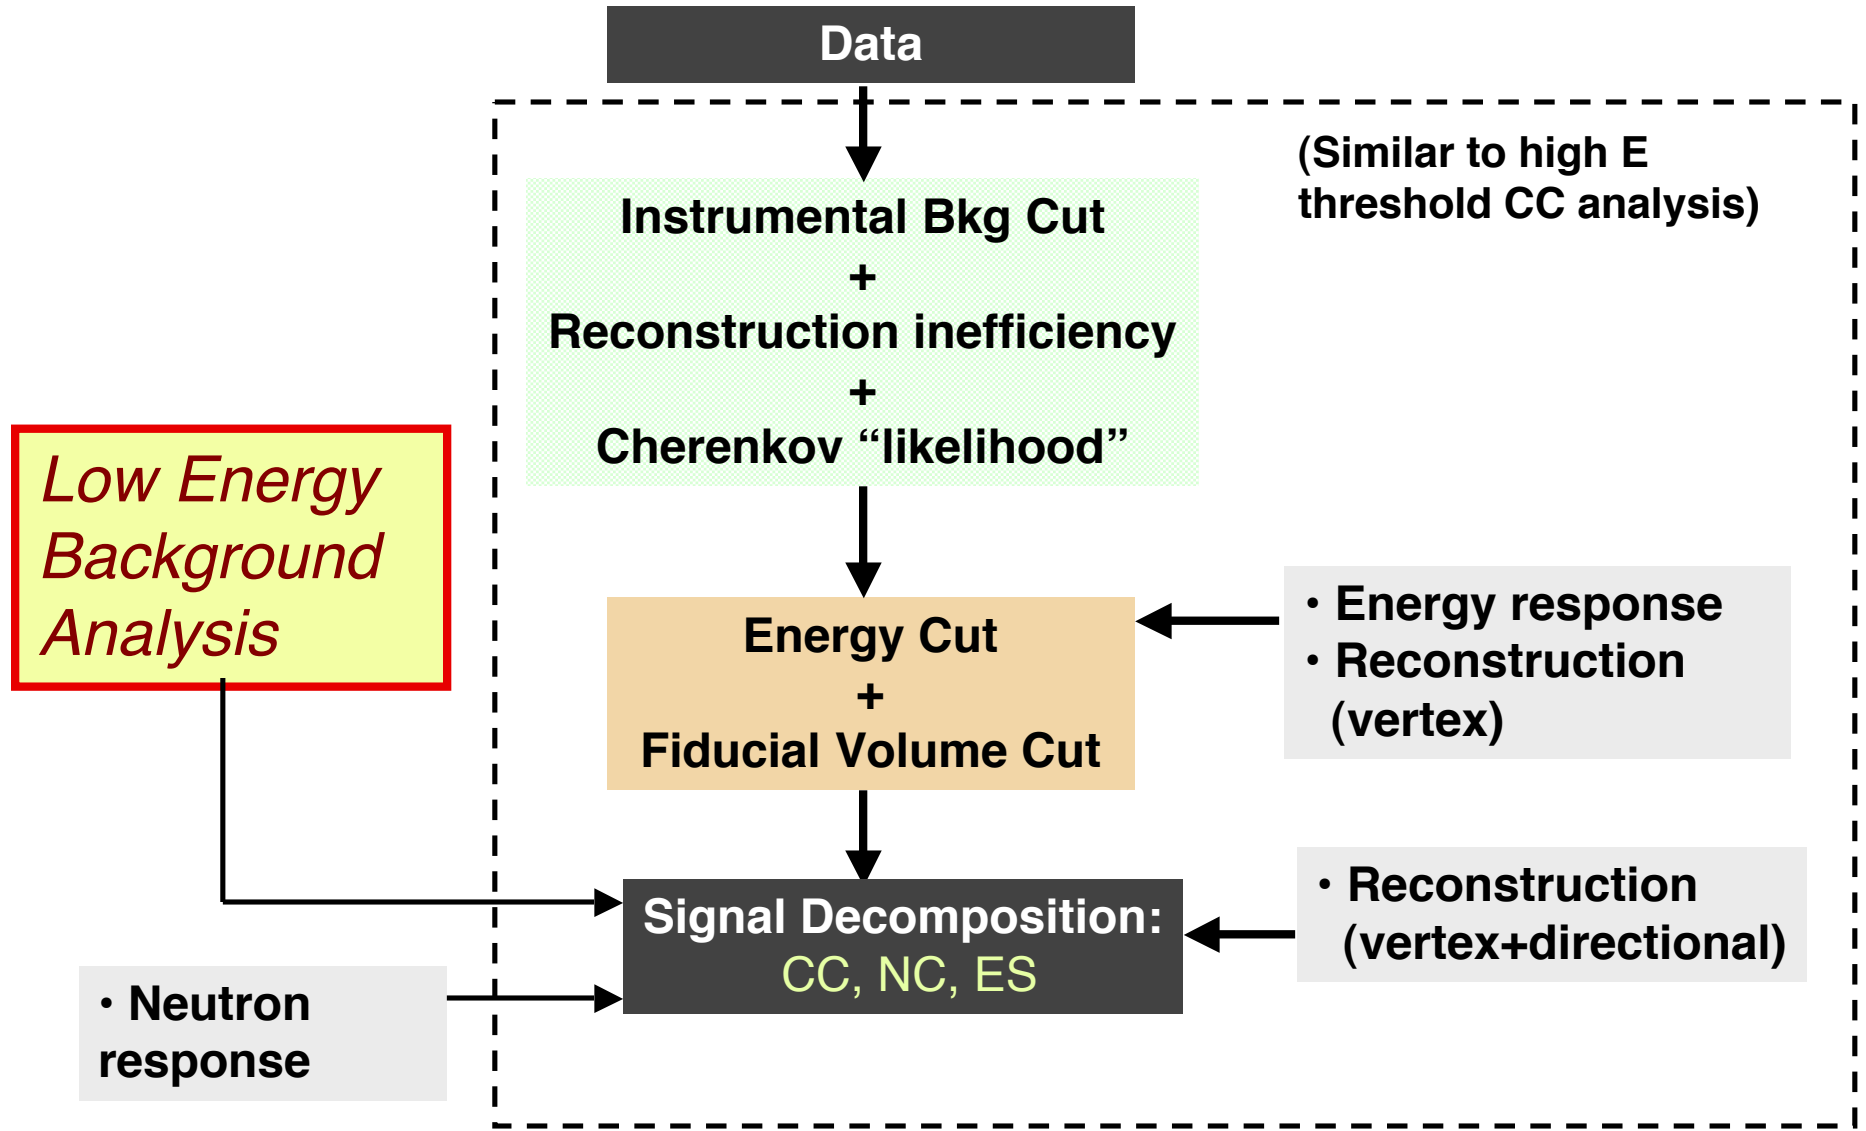 Data
(Similar to high E
threshold CC analysis)
Instrumental Bkg Cut
+
Reconstruction inefficiency
+
Cherenkov “likelihood”
Low Energy
Background
Analysis
Energy Cut
+
Fiducial Volume Cut
• Energy response
• Reconstruction
(vertex)
Signal Decomposition:
CC, NC, ES
• Reconstruction
(vertex+directional)
• Neutron
response